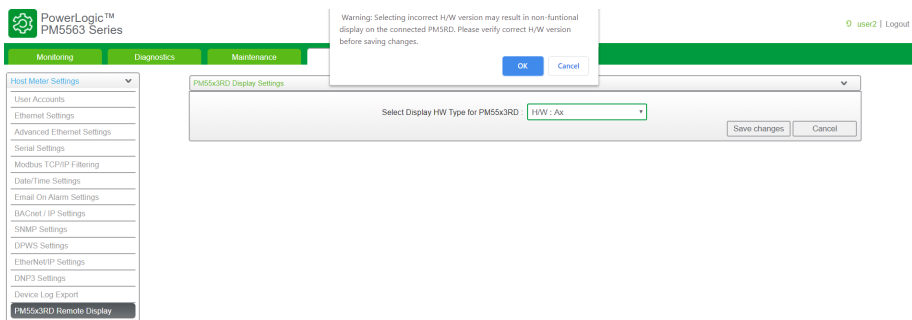 PowerLogic™
PM5563 Series
Warning: Selecting incorrect H/W version may result in non-funtional
display on the connected PM5RD. Please verify correct H/W version
before saving changes.
OK Cancel
user2 | Logout
Monitoring Diagnostics Maintenance
Host Meter Settings
User Accounts
Ethernet Settings
Advanced Ethernet Settings
Serial Settings
Modbus TCP/IP Filtering
Date/Time Settings
Email On Alarm Settings
BACnet / IP Settings
SNMP Settings
DPWS Settings
EtherNet/IP Settings
DNP3 Settings
Device Log Export
PM55x3RD Remote Display
PM55x3RD Display Settings
Select Display HW Type for PM55x3RD : H/W : Ax
Save changes Cancel